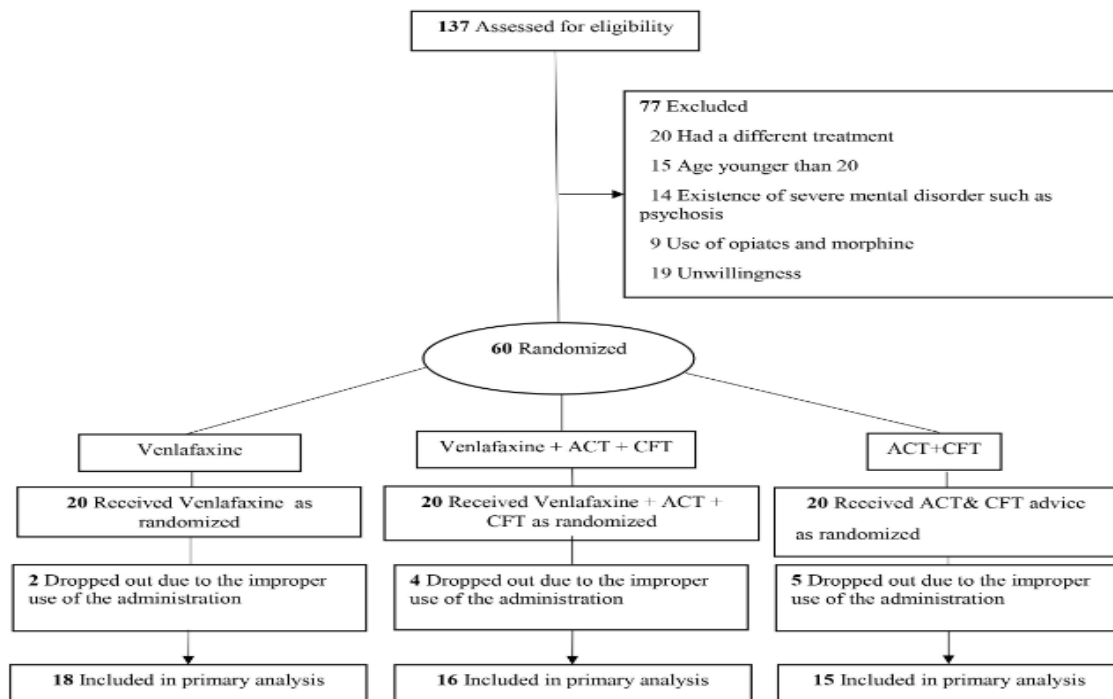 137 Assessed for eligibility
77 Excluded
20 Had a different treatment
15 Age younger than 20
14 Existence of severe mental disorder such as
psychosis
9 Use of opiates and morphine
19 Unwillingness
60 Randomized
Venlafaxine
Venlafaxine + ACT + CFT
ACT+CFT
20 Received Venlafaxine as
randomized
20 Received Venlafaxine + ACT +
CFT as randomized
20 Received ACT& CFT advice
as randomized
2 Dropped out due to the improper
use of the administration
4 Dropped out due to the improper
use of the administration
5 Dropped out due to the improper
use of the administration
18 Included in primary analysis
16 Included in primary analysis
15 Included in primary analysis